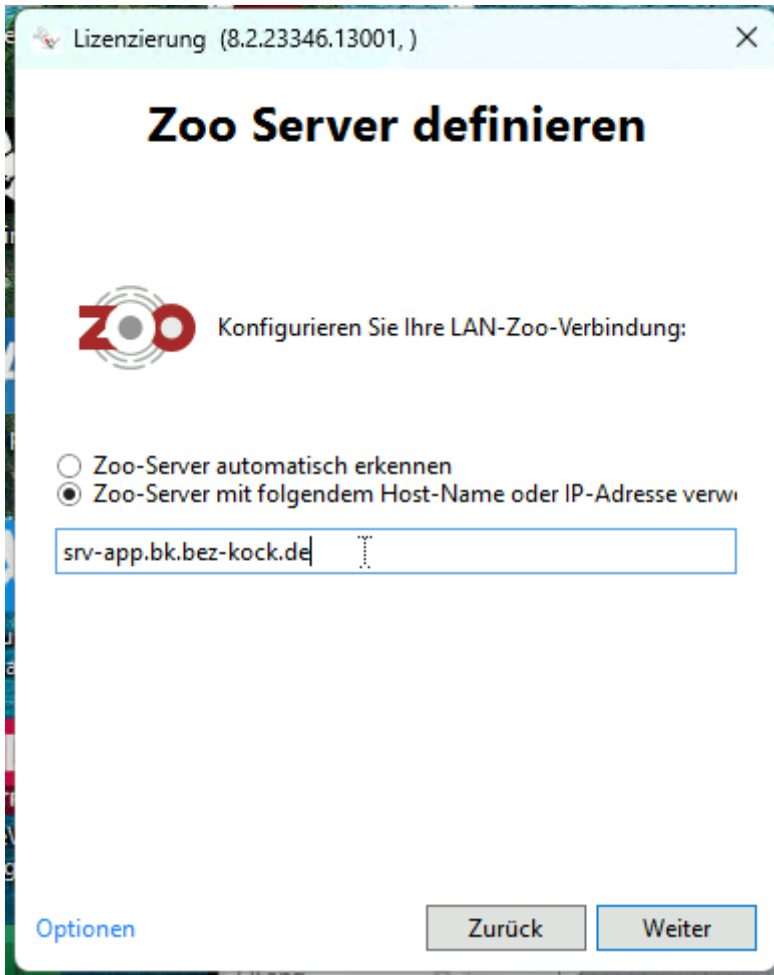 Lizenzierung (8.2.23346.13001, )
Zoo Server definieren
ZOO
Konfigurieren Sie Ihre LAN-Zoo-Verbindung:
Zoo-Server automatisch erkennen
Zoo-Server mit folgendem Host-Name oder IP-Adresse verw
srv-app.bk.bez-kock.de
Optionen
Zurück
Weiter